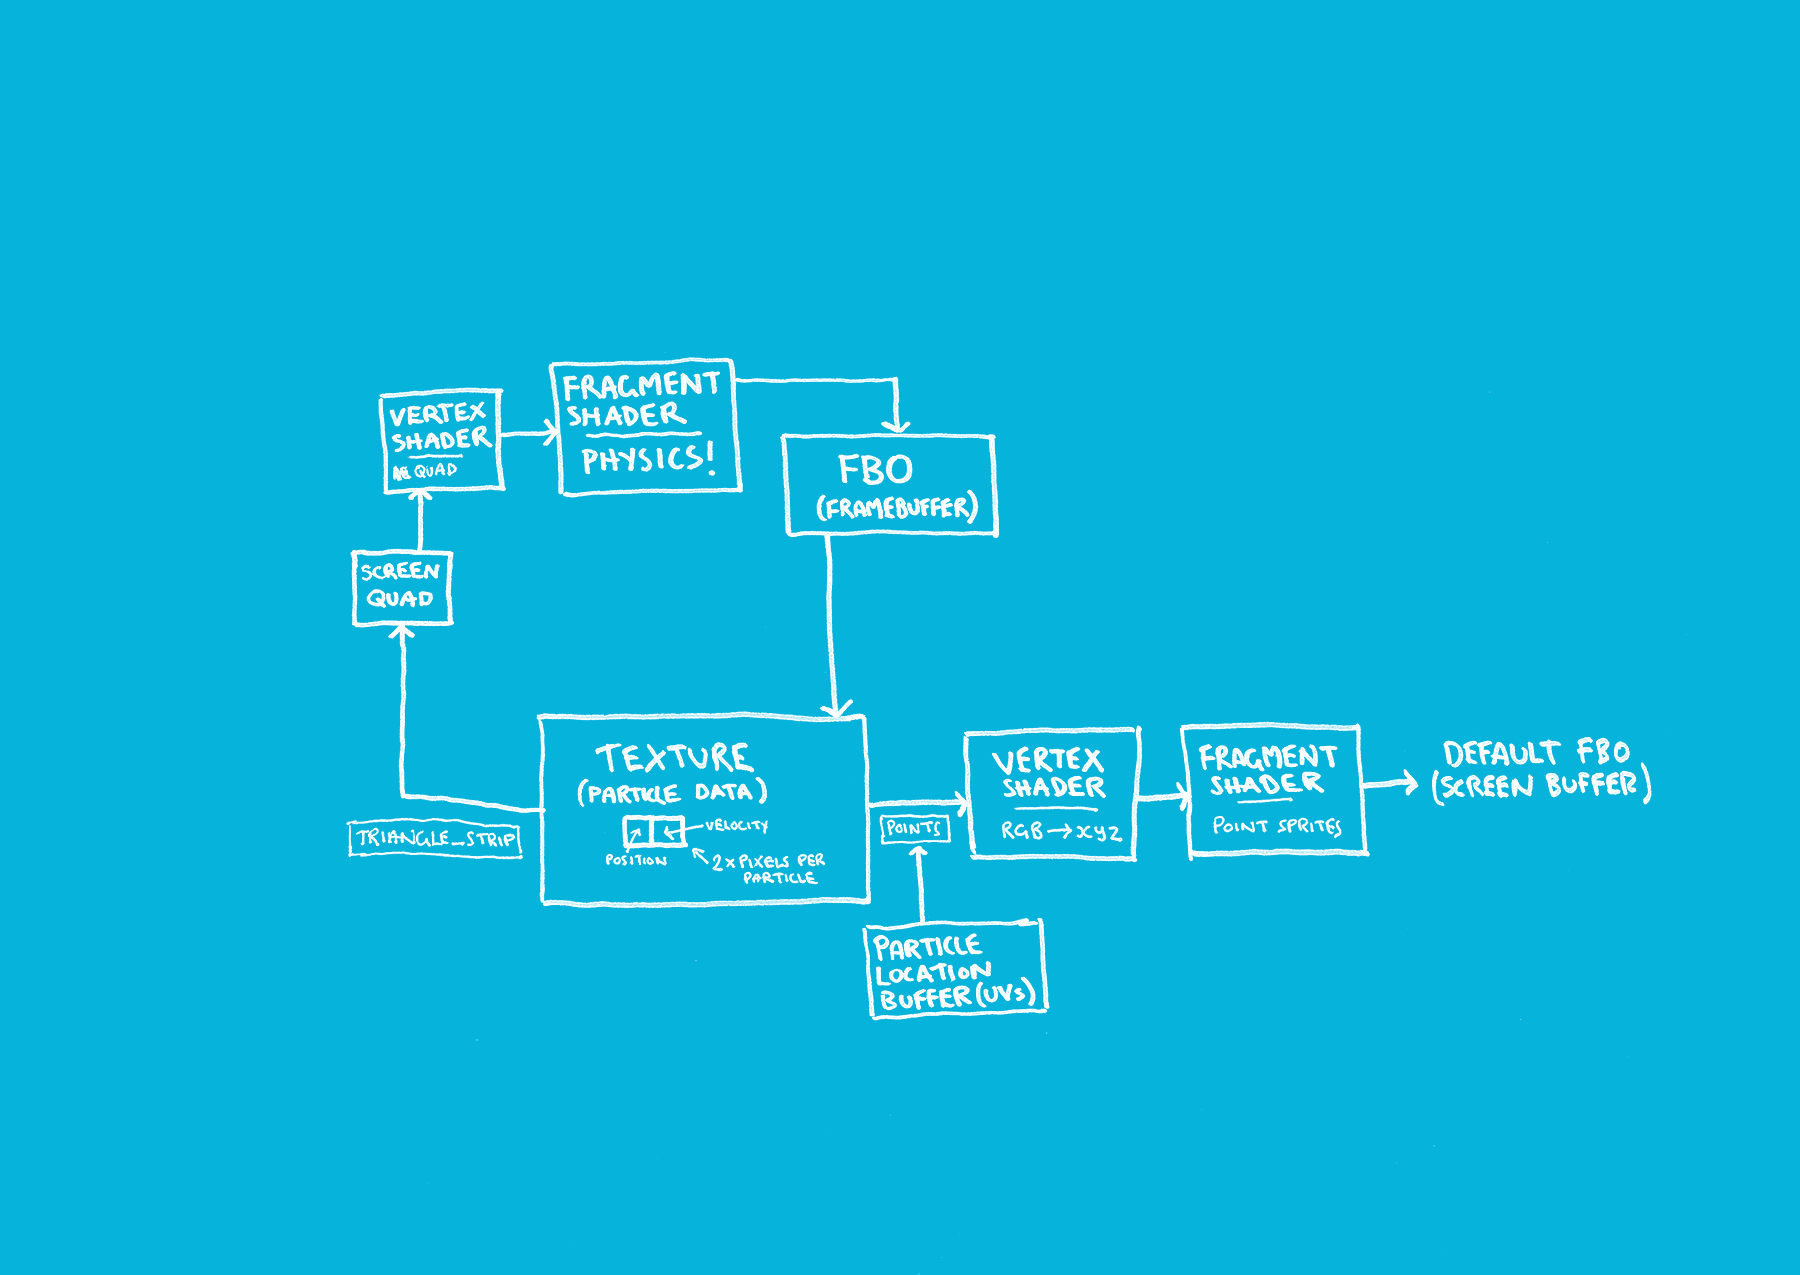 FRAGMENT
SHADER
PHYSICS!
VERTEX
SHADER
QUAD
FBO
(FRAMEBUFFER)
SCREEN
QUAD
TEXTURE
(PARTICLE DATA)
VELOCITY
POSITION
2x PIXELS PER
PARTICLE
TRIANGLE_STRIP
POINTS
VERTEX
SHADER
RGB → XYZ
FRAGMENT
SHADER
POINT SPRITES
DEFAULT FBO
(SCREEN BUFFER)
PARTICLE
LOCATION
BUFFER (UVs)